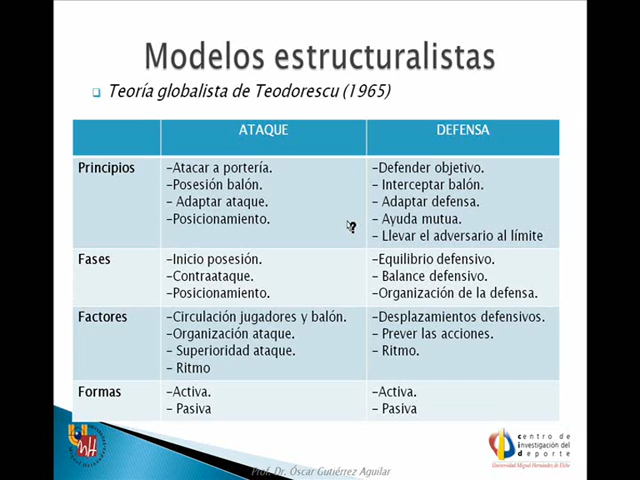 Modelos estructuralistas
Teoría globalista de Teodorescu (1965)
ATAQUE DEFENSA
Principios
-Atacar a portería.
-Posesión balón.
- Adaptar ataque.
-Posicionamiento.
-Defender objetivo.
- Interceptar balón.
- Adaptar defensa.
- Ayuda mutua.
- Llevar el adversario al límite
Fases
-Inicio posesión.
-Contraataque.
-Posicionamiento.
-Equilibrio defensivo.
- Balance defensivo.
-Organización de la defensa.
Factores
-Circulación jugadores y balón.
-Organización ataque.
- Superioridad ataque.
- Ritmo
-Desplazamientos defensivos.
- Prever las acciones.
- Ritmo.
Formas
-Activa.
- Pasiva
-Activa.
- Pasiva
centro de
investigación del
deporte
Universidad Miguel Hernández de Elche
Prof. Dr. Óscar Gutiérrez Aguilar